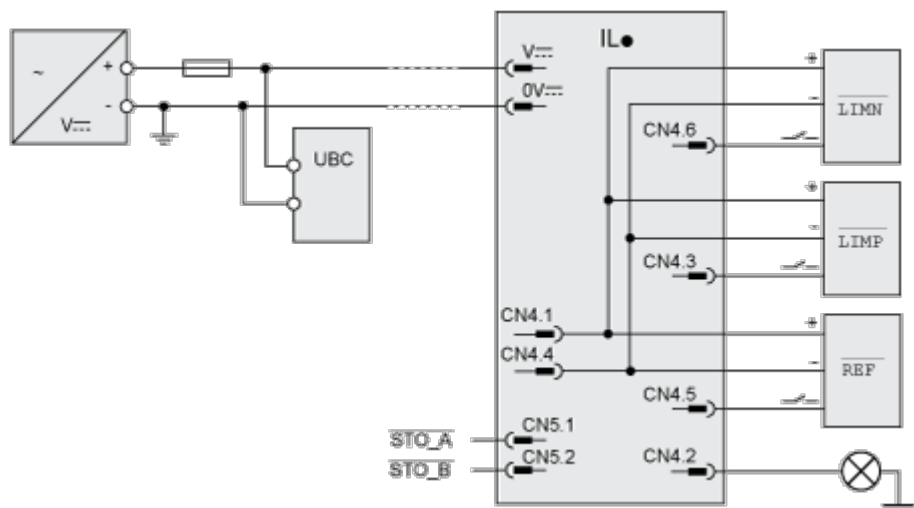 ~
+
-
V⎓
UBC
IL●
V⎓
0V⎓
CN4.6
+
-
LIMN
CN4.3
+
-
LIMP
CN4.1
CN4.4
CN4.5
+
-
REF
STO_A
CN5.1
STO_B
CN5.2
CN4.2